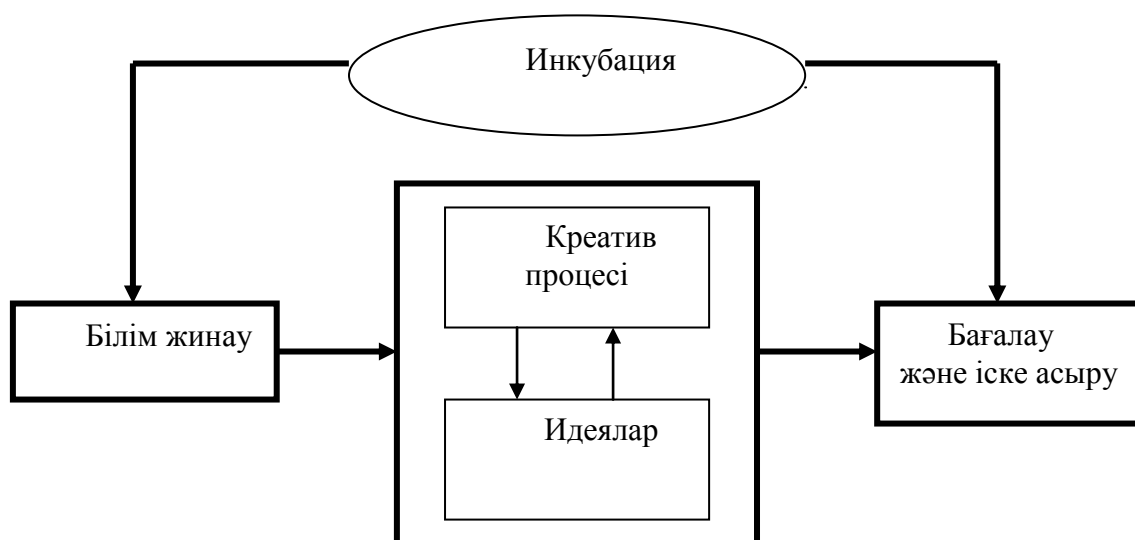 Инкубация
Креатив
процесі
Білім жинау
Бағалау
және іске асыру
Идеялар